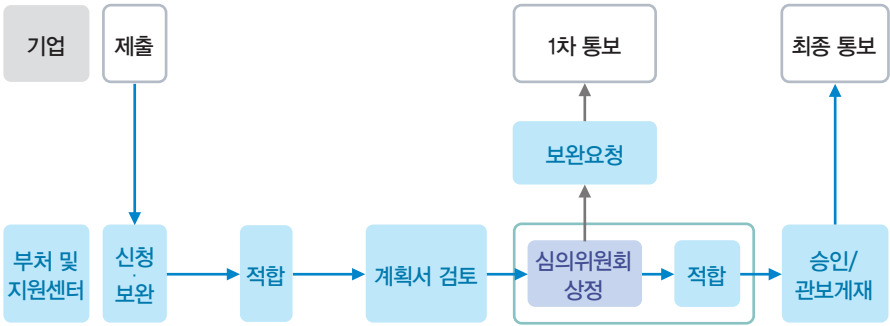 기업
제출
1차 통보
최종 통보
보완요청
부처 및
지원센터
신청
·
보완
적합
계획서 검토
심의위원회
상정
적합
승인/
관보게재